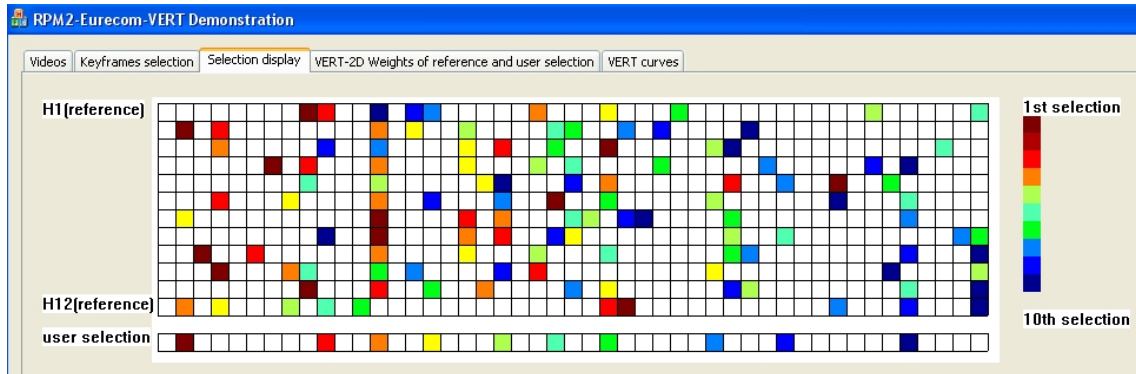 RPM2-Eurecom-VERT Demonstration
Videos Keyframes selection Selection display VERT-2D Weights of reference and user selection VERT curves
H1(reference)
1st selection
H12(reference)
10th selection
user selection